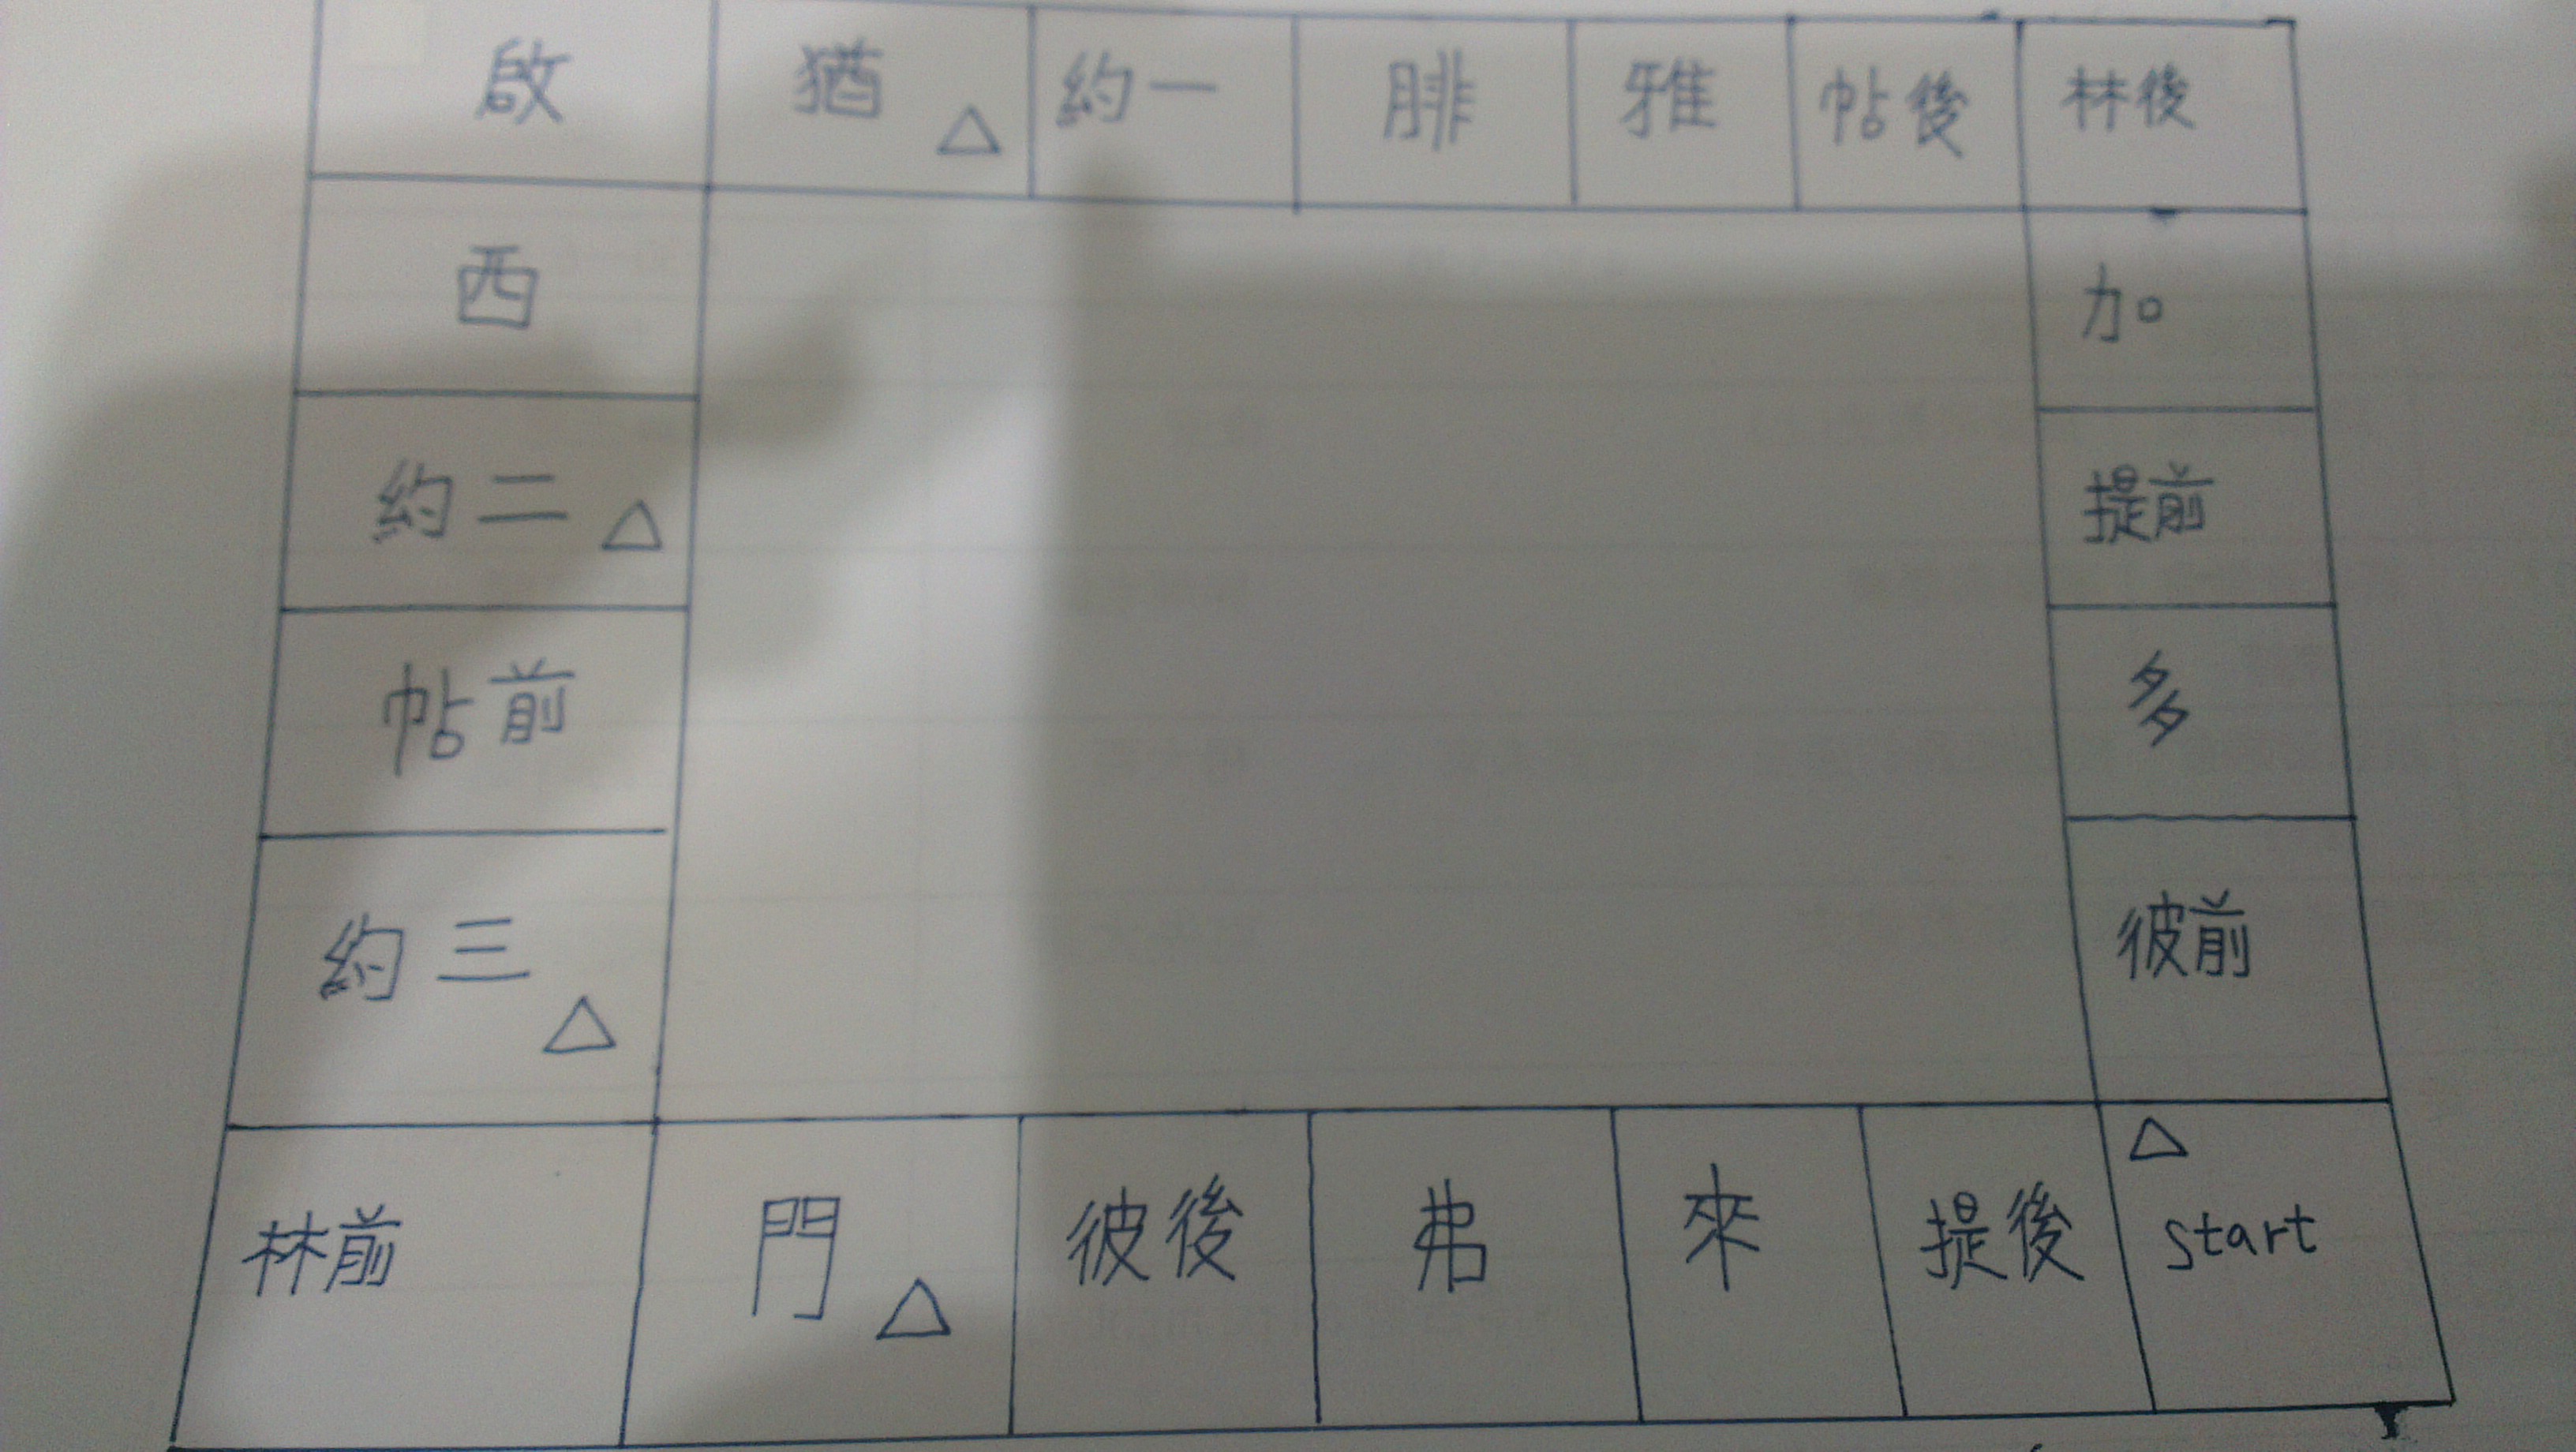 啟 猶 △ 約一 腓 雅 帖後 林後
西 加
約二 △ 提前
帖前 多
約三 △ 彼前
林前 門 △ 彼後 弗 來 提後 △ start